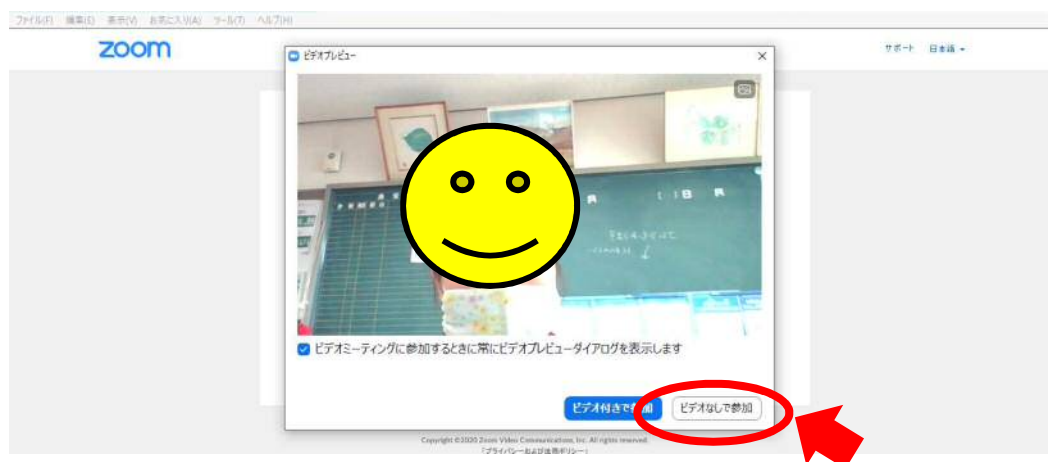 ファイル(F) 編集(E) 表示(V) お気に入り(A) ツール(T) ヘルプ(H)
zoom
サポート 日本語
ビデオプレビュー
ビデオミーティングに参加するときに常にビデオプレビューダイアログを表示します
ビデオ付きで参加
ビデオなしで参加
Copyright ©2020 Zoom Video Communications, Inc. All rights reserved.
「プライバシーおよび法務ポリシー」